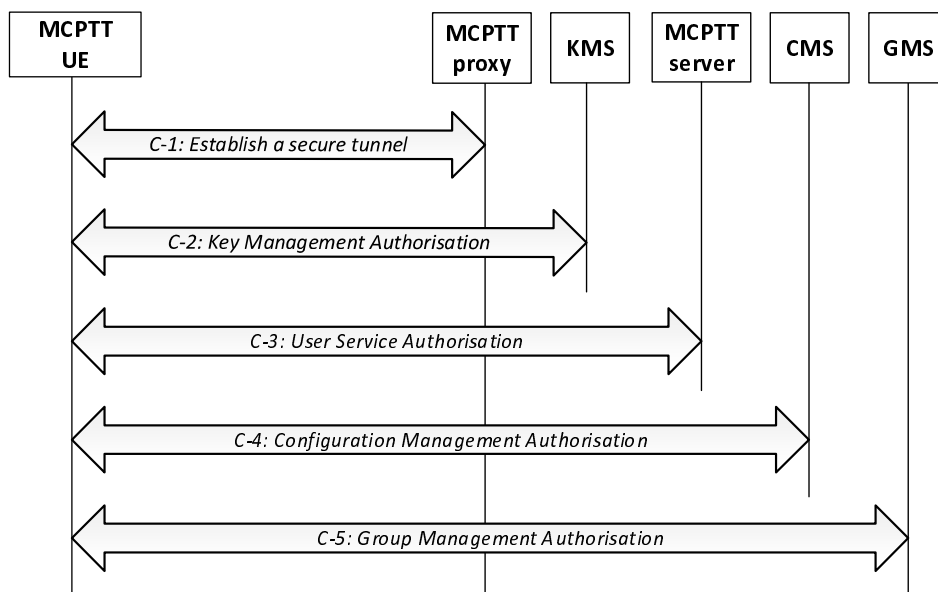 MCPTT
UE
MCPTT
proxy
KMS
MCPTT
server
CMS
GMS
C-1: Establish a secure tunnel
C-2: Key Management Authorisation
C-3: User Service Authorisation
C-4: Configuration Management Authorisation
C-5: Group Management Authorisation